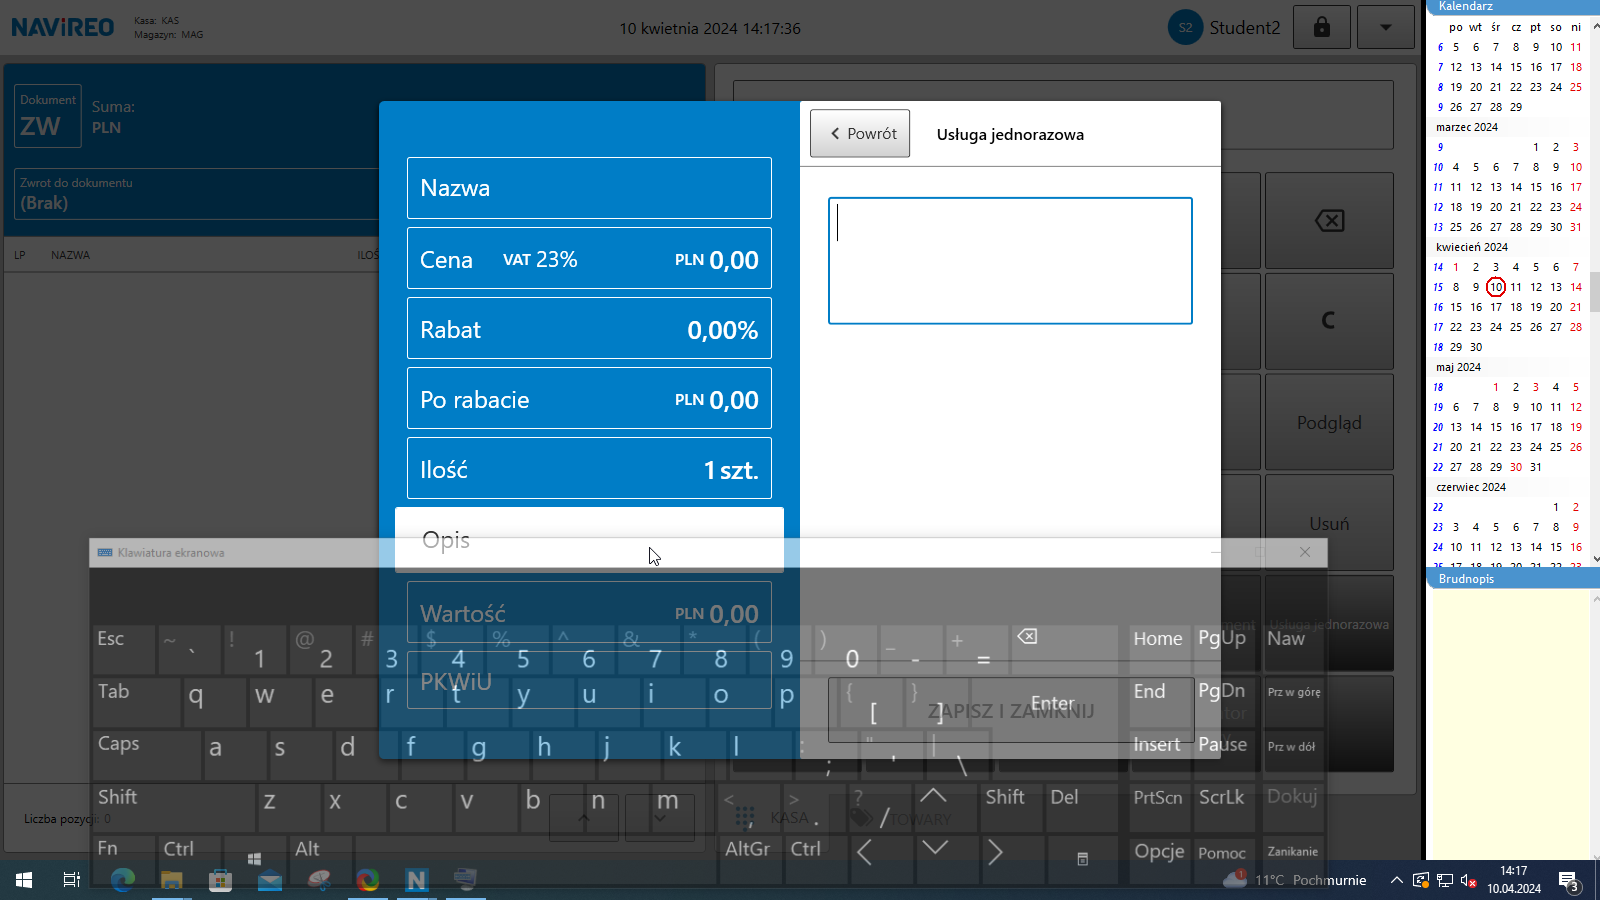 NAViREO
Kasa: KAS
Magazyn: MAG
10 kwietnia 2024 14:17:36
S2 Student2
Dokument
ZW
Suma:
PLN
Zwrot do dokumentu
(Brak)
LP NAZWA
Nazwa
Cena VAT 23% PLN 0,00
Rabat 0,00%
Po rabacie PLN 0,00
Ilość 1 szt.
Opis
Wartość PLN 0,00
PKWiU
Powrót Usługa jednorazowa
ZAPISZ I ZAMKNIJ
C
Podgląd
Usuń
Usługa jednorazowa
Liczba pozycji: 0
KASA
TOWARY
Klawiatura ekranowa
Esc ~ ` ! 1 @ 2 # 3 $ 4 % 5 ^ 6 & 7 * 8 ( 9 ) 0 _ - + = Home PgUp Naw
Tab q w e r t y u i o p { [ } ] Enter End PgDn Prz w górę
Caps a s d f g h j k l : ; " ' | \ Insert Pause Prz w dół
Shift z x c v b n m < , > . ? / Shift Del PrtScn ScrLk Dokuj
Fn Ctrl Alt AltGr Ctrl Opcje Pomoc Zanikanie
Kalendarz
po wt śr cz pt so ni
6 5 6 7 8 9 10 11
7 12 13 14 15 16 17 18
8 19 20 21 22 23 24 25
9 26 27 28 29
marzec 2024
9 1 2 3
10 4 5 6 7 8 9 10
11 11 12 13 14 15 16 17
12 18 19 20 21 22 23 24
13 25 26 27 28 29 30 31
kwiecień 2024
14 1 2 3 4 5 6 7
15 8 9 10 11 12 13 14
16 15 16 17 18 19 20 21
17 22 23 24 25 26 27 28
18 29 30
maj 2024
18 1 2 3 4 5
19 6 7 8 9 10 11 12
20 13 14 15 16 17 18 19
21 20 21 22 23 24 25 26
22 27 28 29 30 31
czerwiec 2024
22 1 2
23 3 4 5 6 7 8 9
24 10 11 12 13 14 15 16
25 17 18 19 20 21 22 23
Brudnopis
1 11°C Pochmurnie
14:17
10.04.2024
3